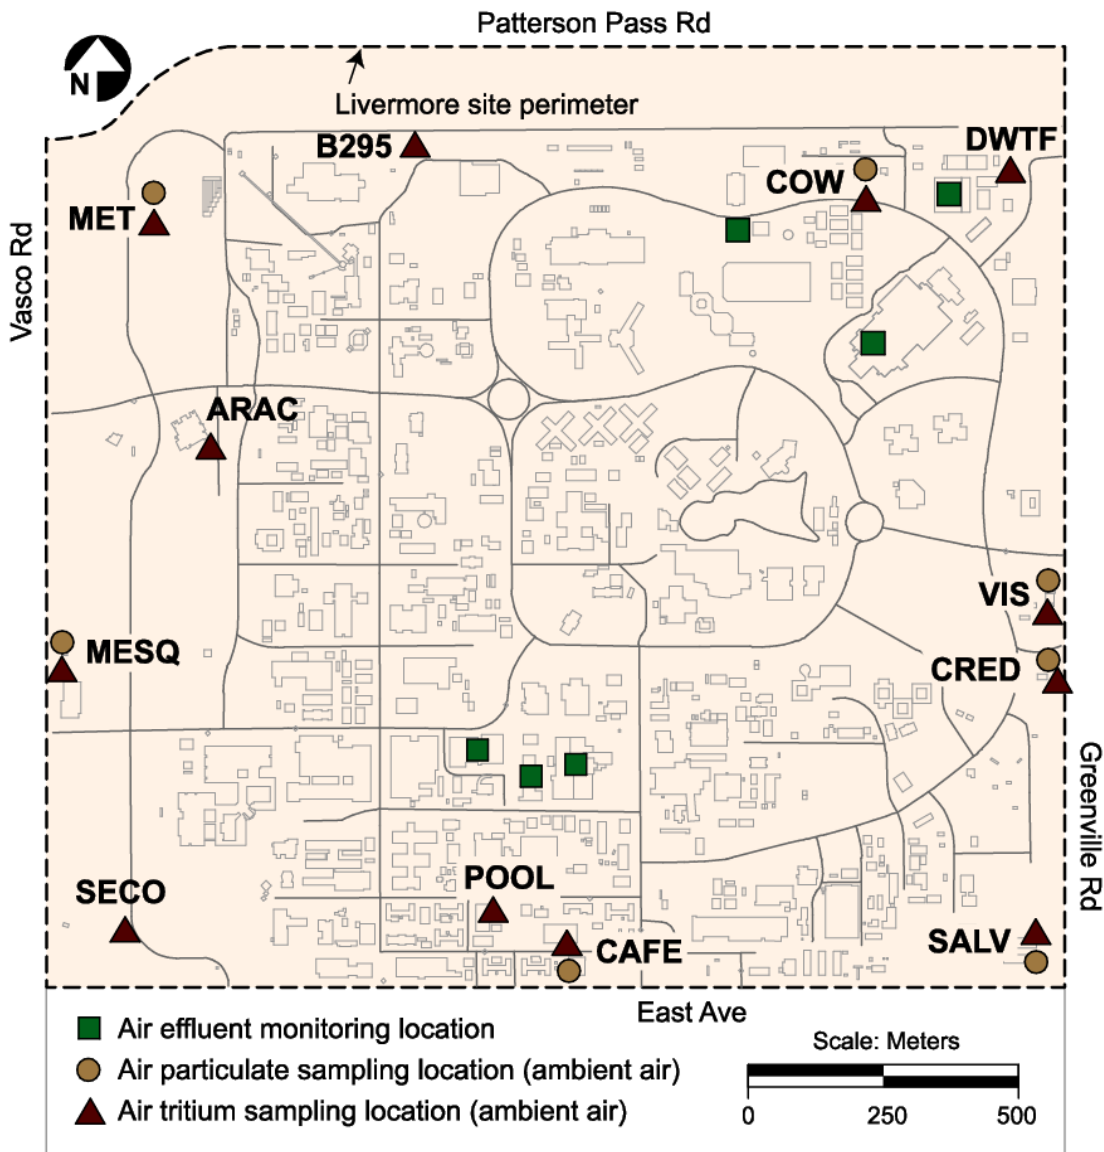 Patterson Pass Rd
N
Livermore site perimeter
B295
DWTF
COW
MET
Vasco Rd
ARAC
VIS
MESQ
CRED
Greenville Rd
POOL
SECO
CAFE
SALV
East Ave
Air effluent monitoring location
Scale: Meters
Air particulate sampling location (ambient air)
Air tritium sampling location (ambient air)
0 250 500